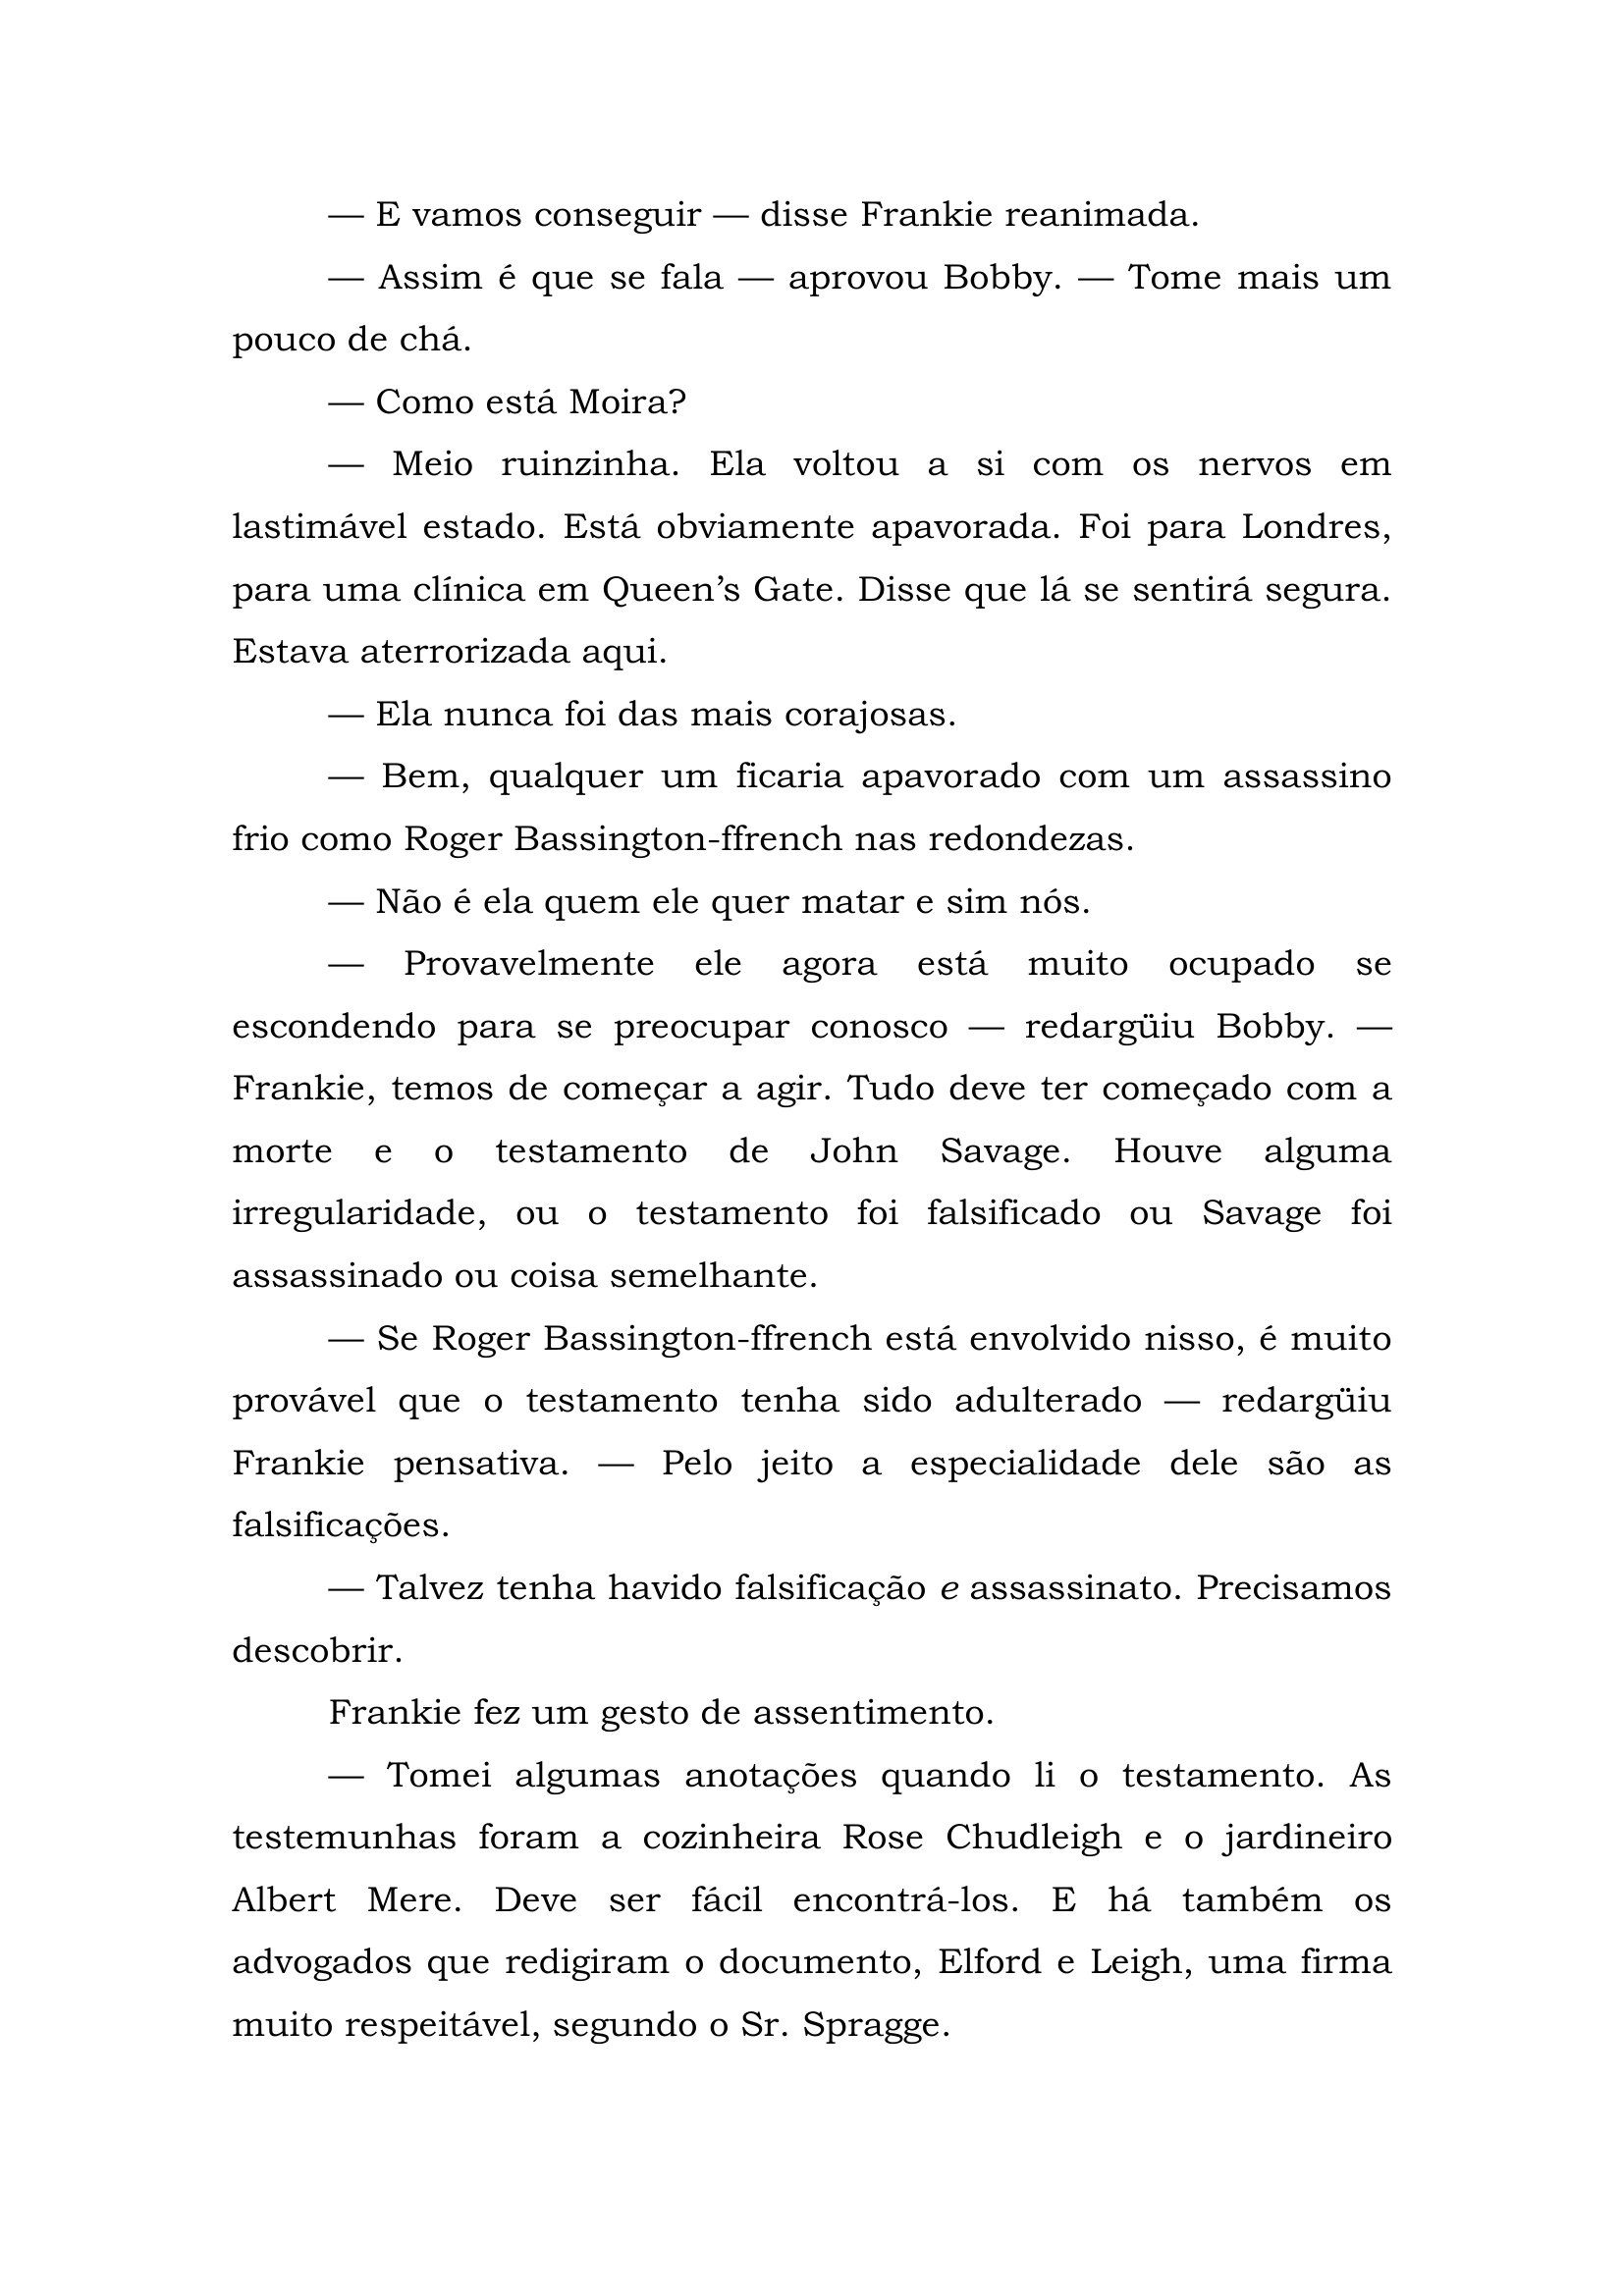 — E vamos conseguir — disse Frankie reanimada.
— Assim é que se fala — aprovou Bobby. — Tome mais um
pouco de chá.
— Como está Moira?
— Meio ruinzinha. Ela voltou a si com os nervos em
lastimável estado. Está obviamente apavorada. Foi para Londres,
para uma clínica em Queen’s Gate. Disse que lá se sentirá segura.
Estava aterrorizada aqui.
— Ela nunca foi das mais corajosas.
— Bem, qualquer um ficaria apavorado com um assassino
frio como Roger Bassington-ffrench nas redondezas.
— Não é ela quem ele quer matar e sim nós.
— Provavelmente ele agora está muito ocupado se
escondendo para se preocupar conosco — redargüiu Bobby. —
Frankie, temos de começar a agir. Tudo deve ter começado com a
morte e o testamento de John Savage. Houve alguma
irregularidade, ou o testamento foi falsificado ou Savage foi
assassinado ou coisa semelhante.
— Se Roger Bassington-ffrench está envolvido nisso, é muito
provável que o testamento tenha sido adulterado — redargüiu
Frankie pensativa. — Pelo jeito a especialidade dele são as
falsificações.
— Talvez tenha havido falsificação e assassinato. Precisamos
descobrir.
Frankie fez um gesto de assentimento.
— Tomei algumas anotações quando li o testamento. As
testemunhas foram a cozinheira Rose Chudleigh e o jardineiro
Albert Mere. Deve ser fácil encontrá-los. E há também os
advogados que redigiram o documento, Elford e Leigh, uma firma
muito respeitável, segundo o Sr. Spragge.